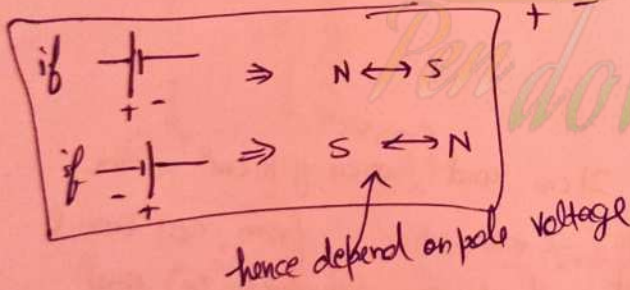 + -
if ⇒ N ↔ S
+ -
if ⇒ S ↔ N
- +
hence depend on pole voltage